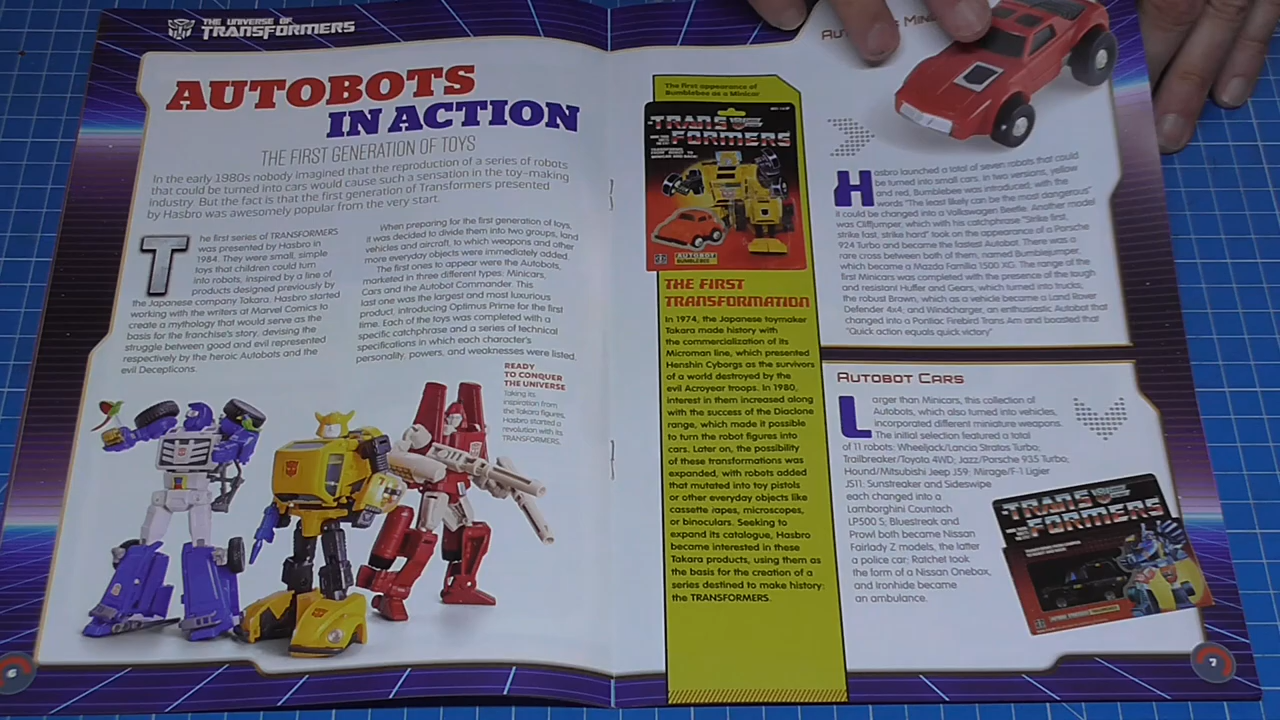 THE UNIVERSE OF
TRANSFORMERS
AUTOBOTS
IN ACTION
THE FIRST GENERATION OF TOYS
In the early 1980s nobody imagined that the reproduction of a series of robots
that could be turned into cars would cause such a sensation in the toy-making
industry. But the fact is that the first generation of Transformers presented
by Hasbro was awesomely popular from the very start.
The first series of TRANSFORMERS
was presented by Hasbro in
1984. They were small, simple
toys that children could turn
into robots, inspired by a line of
products designed previously by
the Japanese company Takara. Hasbro started
working with the writers at Marvel Comics to
create a mythology that would serve as the
basis for the franchise's story, devising the
struggle between good and evil represented
respectively by the heroic Autobots and the
evil Decepticons.
When preparing for the first generation of toys,
it was decided to divide them into two groups, land
vehicles and aircraft, to which weapons and other
more everyday objects were immediately added.
The first ones to appear were the Autobots,
marketed in three different types: Minicars,
Cars and the Autobot Commander. This
last one was the largest and most luxurious
product, introducing Optimus Prime for the first
time. Each of the toys was completed with a
specific catchphrase and a series of technical
specifications in which each character's
personality, powers, and weaknesses were listed.
READY
TO CONQUER
THE UNIVERSE
Taking its
inspiration from
the Takara figures,
Hasbro started a
revolution with its
TRANSFORMERS.
6
The first appearance of
Bumblebee as a Minicar
TRANSFORMERS
AUTOBOT
BUMBLEBEE
THE FIRST
TRANSFORMATION
In 1974, the Japanese toymaker
Takara made history with
the commercialization of its
Microman line, which presented
Henshin Cyborgs as the survivors
of a world destroyed by the
evil Acroyear troops. In 1980,
interest in them increased along
with the success of the Diaclone
range, which made it possible
to turn the robot figures into
cars. Later on, the possibility
of these transformations was
expanded, with robots added
that mutated into toy pistols
or other everyday objects like
cassette tapes, microscopes,
or binoculars. Seeking to
expand its catalogue, Hasbro
became interested in these
Takara products, using them as
the basis for the creation of a
series destined to make history:
the TRANSFORMERS.
Hasbro launched a total of seven robots that could
be turned into small cars. In two versions, yellow
and red, Bumblebee was introduced, with the
words "The least likely can be the most dangerous"
it could be changed into a Volkswagen Beetle. Another model
was Cliffjumper, which with his catchphrase "Strike first,
strike fast, strike hard" took on the appearance of a Porsche
924 Turbo and became the fastest Autobot. There was a
rare cross between both of them, named Bumblejumper,
which became a Mazda Familia 1500 XG. The range of the
first Minicars was completed with the presence of the tough
and resistant Huffer and Gears, which turned into trucks,
the robust Brawn, which as a vehicle became a Land Rover
Defender 4x4; and Windcharger, an enthusiastic Autobot that
changed into a Pontiac Firebird Trans Am and boasted that
"Quick action equals quick victory"
AUTOBOT CARS
Larger than Minicars, this collection of
Autobots, which also turned into vehicles,
incorporated different miniature weapons.
The initial selection featured a total
of 11 robots: Wheeljack/Lancia Stratos Turbo;
Trailbreaker/Toyota 4WD; Jazz/Porsche 935 Turbo;
Hound/Mitsubishi Jeep J59; Mirage/F-1 Ligier
JS11; Sunstreaker and Sideswipe
each changed into a
Lamborghini Countach
LP500 S; Bluestreak and
Prowl both became Nissan
Fairlady Z models, the latter
a police car; Ratchet took
the form of a Nissan Onebox,
and Ironhide became
an ambulance.
TRANSFORMERS
7